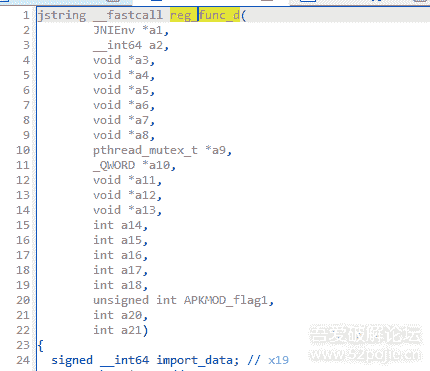 1 jstring __fastcall reg_func_d(
2 JNIEnv *a1,
3 __int64 a2,
4 void *a3,
5 void *a4,
6 void *a5,
7 void *a6,
8 void *a7,
9 void *a8,
10 pthread_mutex_t *a9,
11 _QWORD *a10,
12 void *a11,
13 void *a12,
14 void *a13,
15 int a14,
16 int a15,
17 int a16,
18 int a17,
19 int a18,
20 unsigned int APKMOD_flag1,
21 int a20,
22 int a21)
23 {
24 signed __int64 import_data; // x19
吾爱破解论坛
www.52pojie.cn